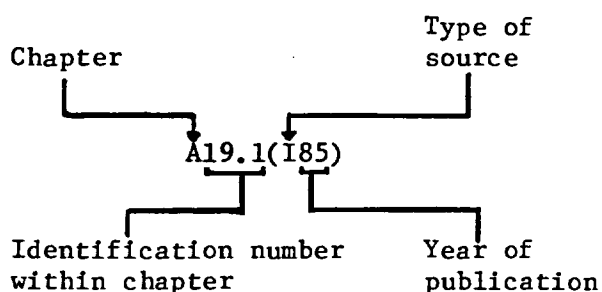 Type of
Chapter source
A19.1(I85)
Identification number Year of
within chapter publication